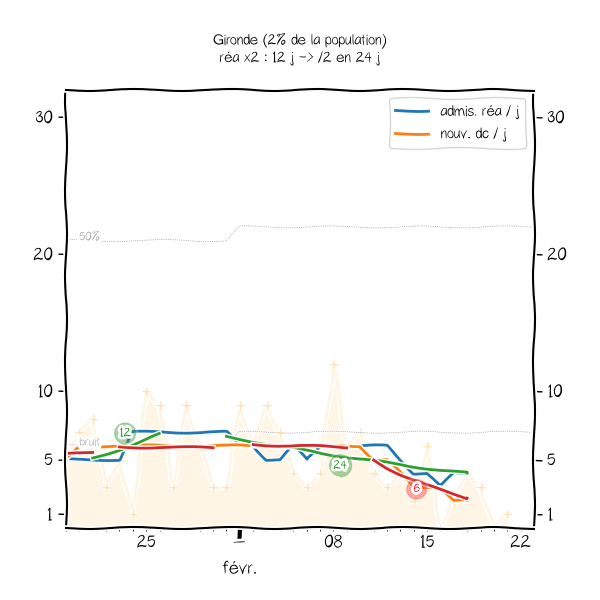 Gironde (2% de la population)
réa x2 : 12 j -> /2 en 24 j
admis. réa / j
nouv. dc / j
30 30
50%
20 20
10 10
12
bruit
5 5
24
6
1 1
25 08 15 22
févr.